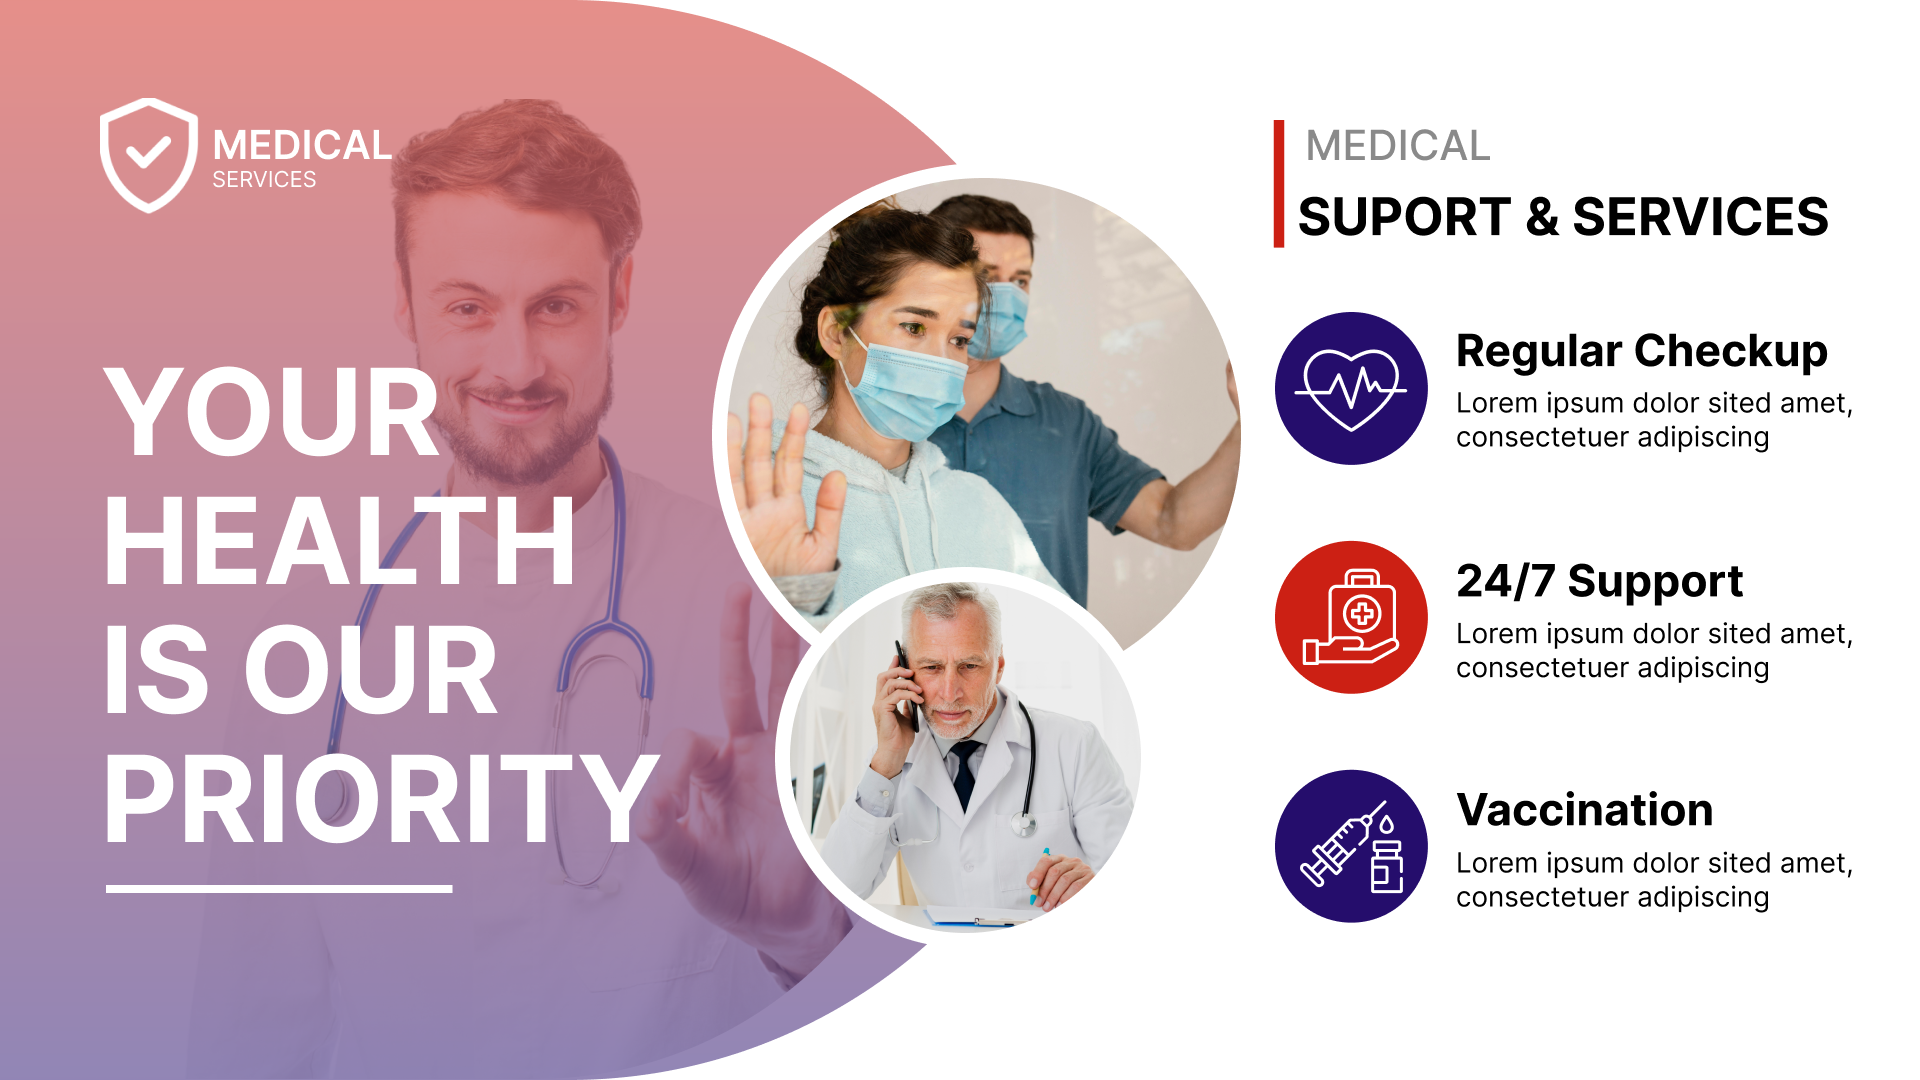 MEDICAL
SERVICES
YOUR
HEALTH
IS OUR
PRIORITY
MEDICAL
SUPORT & SERVICES
Regular Checkup
Lorem ipsum dolor sited amet,
consectetuer adipiscing
24/7 Support
Lorem ipsum dolor sited amet,
consectetuer adipiscing
Vaccination
Lorem ipsum dolor sited amet,
consectetuer adipiscing